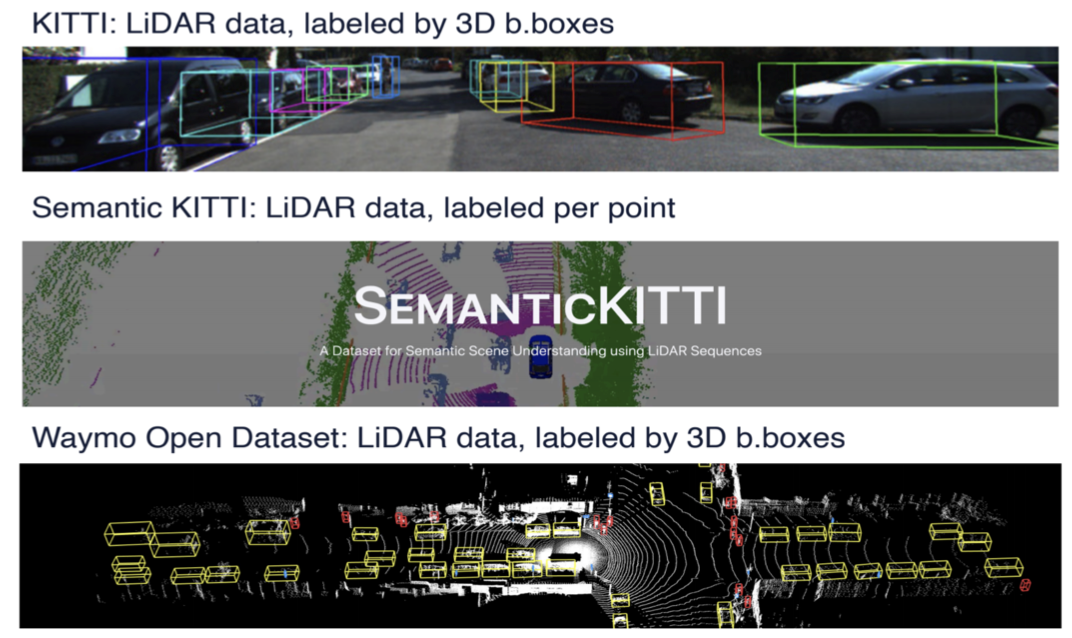 KITTI: LiDAR data, labeled by 3D b.boxes
Semantic KITTI: LiDAR data, labeled per point
SEMANTICKITTI
A Dataset for Semantic Scene Understanding using LiDAR Sequences
Waymo Open Dataset: LiDAR data, labeled by 3D b.boxes